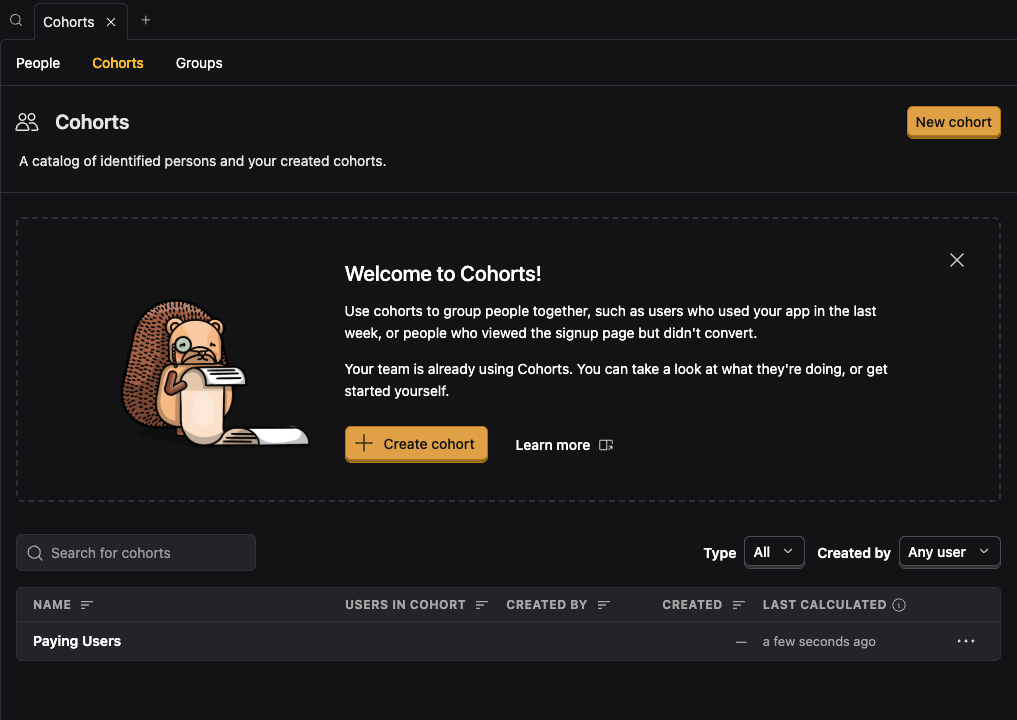 Cohorts
People Cohorts Groups
Cohorts
New cohort
A catalog of identified persons and your created cohorts.
Welcome to Cohorts!
Use cohorts to group people together, such as users who used your app in the last
week, or people who viewed the signup page but didn't convert.
Your team is already using Cohorts. You can take a look at what they're doing, or get
started yourself.
Create cohort Learn more
Search for cohorts Type All Created by Any user
NAME USERS IN COHORT CREATED BY CREATED LAST CALCULATED
Paying Users — a few seconds ago